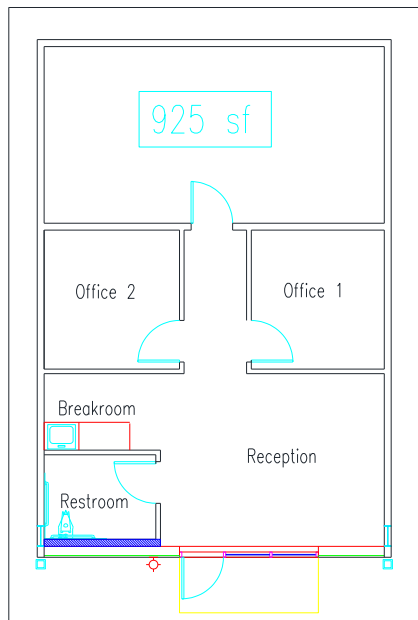 925 sf
Office 2
Office 1
Breakroom
Reception
Restroom